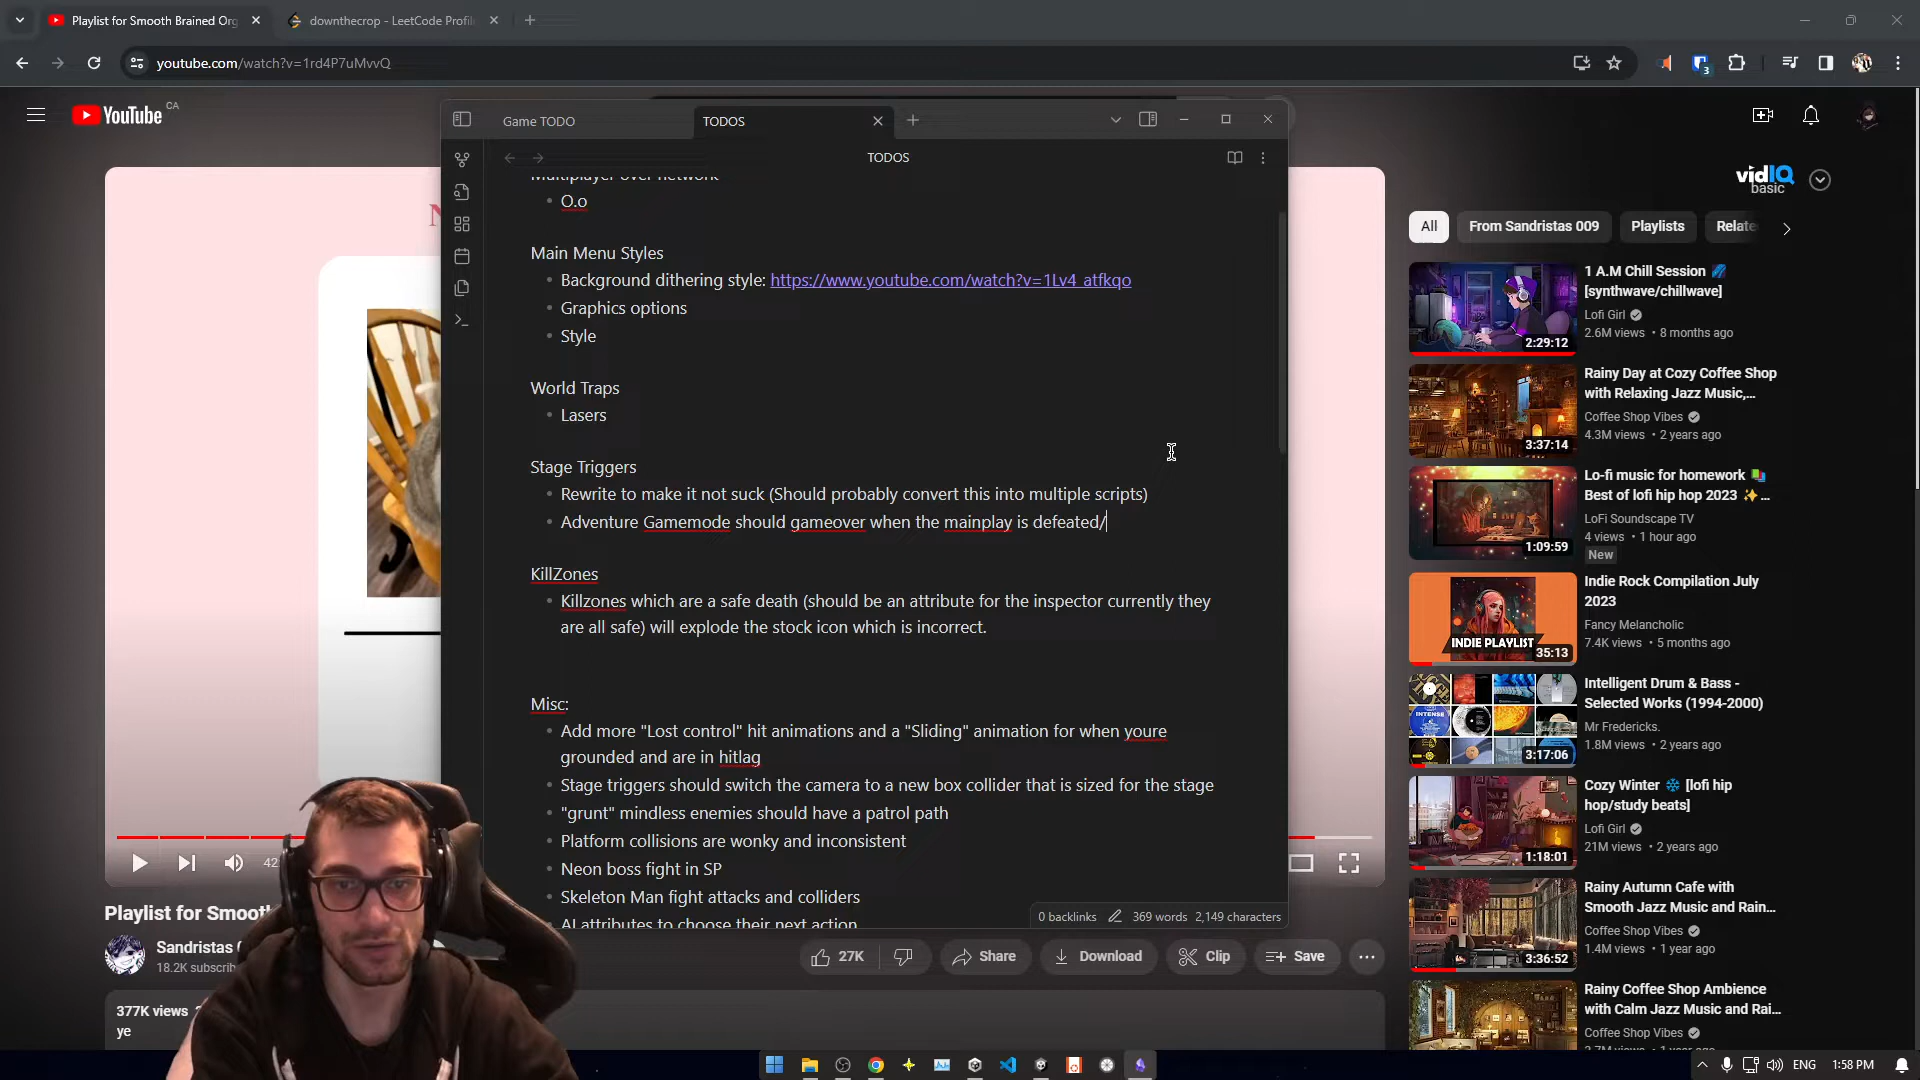 Playlist for Smooth Brained Org
downthecrop - LeetCode Profil
youtube.com/watch?v=1rd4P7uMvvQ
3
YouTube
CA
Game TODO
TODOS
TODOS
Multiplayer over network
O.o
Main Menu Styles
Background dithering style: https://www.youtube.com/watch?v=1Lv4_atfkqo
Graphics options
Style
World Traps
Lasers
Stage Triggers
Rewrite to make it not suck (Should probably convert this into multiple scripts)
Adventure Gamemode should gameover when the mainplay is defeated/
KillZones
Killzones which are a safe death (should be an attribute for the inspector currently they
are all safe) will explode the stock icon which is incorrect.
Misc:
Add more "Lost control" hit animations and a "Sliding" animation for when youre
grounded and are in hitlag
Stage triggers should switch the camera to a new box collider that is sized for the stage
"grunt" mindless enemies should have a patrol path
Platform collisions are wonky and inconsistent
Neon boss fight in SP
Skeleton Man fight attacks and colliders
AI attributes to choose their next action
0 backlinks
369 words
2,149 characters
N
42
Playlist for Smoot
Sandristas
18.2K subscrib
27K
Share
Download
Clip
Save
377K views
ye
vidIQ
basic
All
From Sandristas 009
Playlists
Relate
1 A.M Chill Session
[synthwave/chillwave]
Lofi Girl
2.6M views • 8 months ago
2:29:12
Rainy Day at Cozy Coffee Shop
with Relaxing Jazz Music,...
Coffee Shop Vibes
4.3M views • 2 years ago
3:37:14
Lo-fi music for homework
Best of lofi hip hop 2023 ✨...
LoFi Soundscape TV
4 views • 1 hour ago
New
1:09:59
Indie Rock Compilation July
2023
Fancy Melancholic
7.4K views • 5 months ago
INDIE PLAYLIST
35:13
Intelligent Drum & Bass -
Selected Works (1994-2000)
Mr Fredericks.
1.8M views • 2 years ago
3:17:06
Cozy Winter ❄ [lofi hip
hop/study beats]
Lofi Girl
21M views • 2 years ago
1:18:01
Rainy Autumn Cafe with
Smooth Jazz Music and Rain...
Coffee Shop Vibes
1.4M views • 1 year ago
3:36:52
Rainy Coffee Shop Ambience
with Calm Jazz Music and Rai...
Coffee Shop Vibes
ENG
1:58 PM